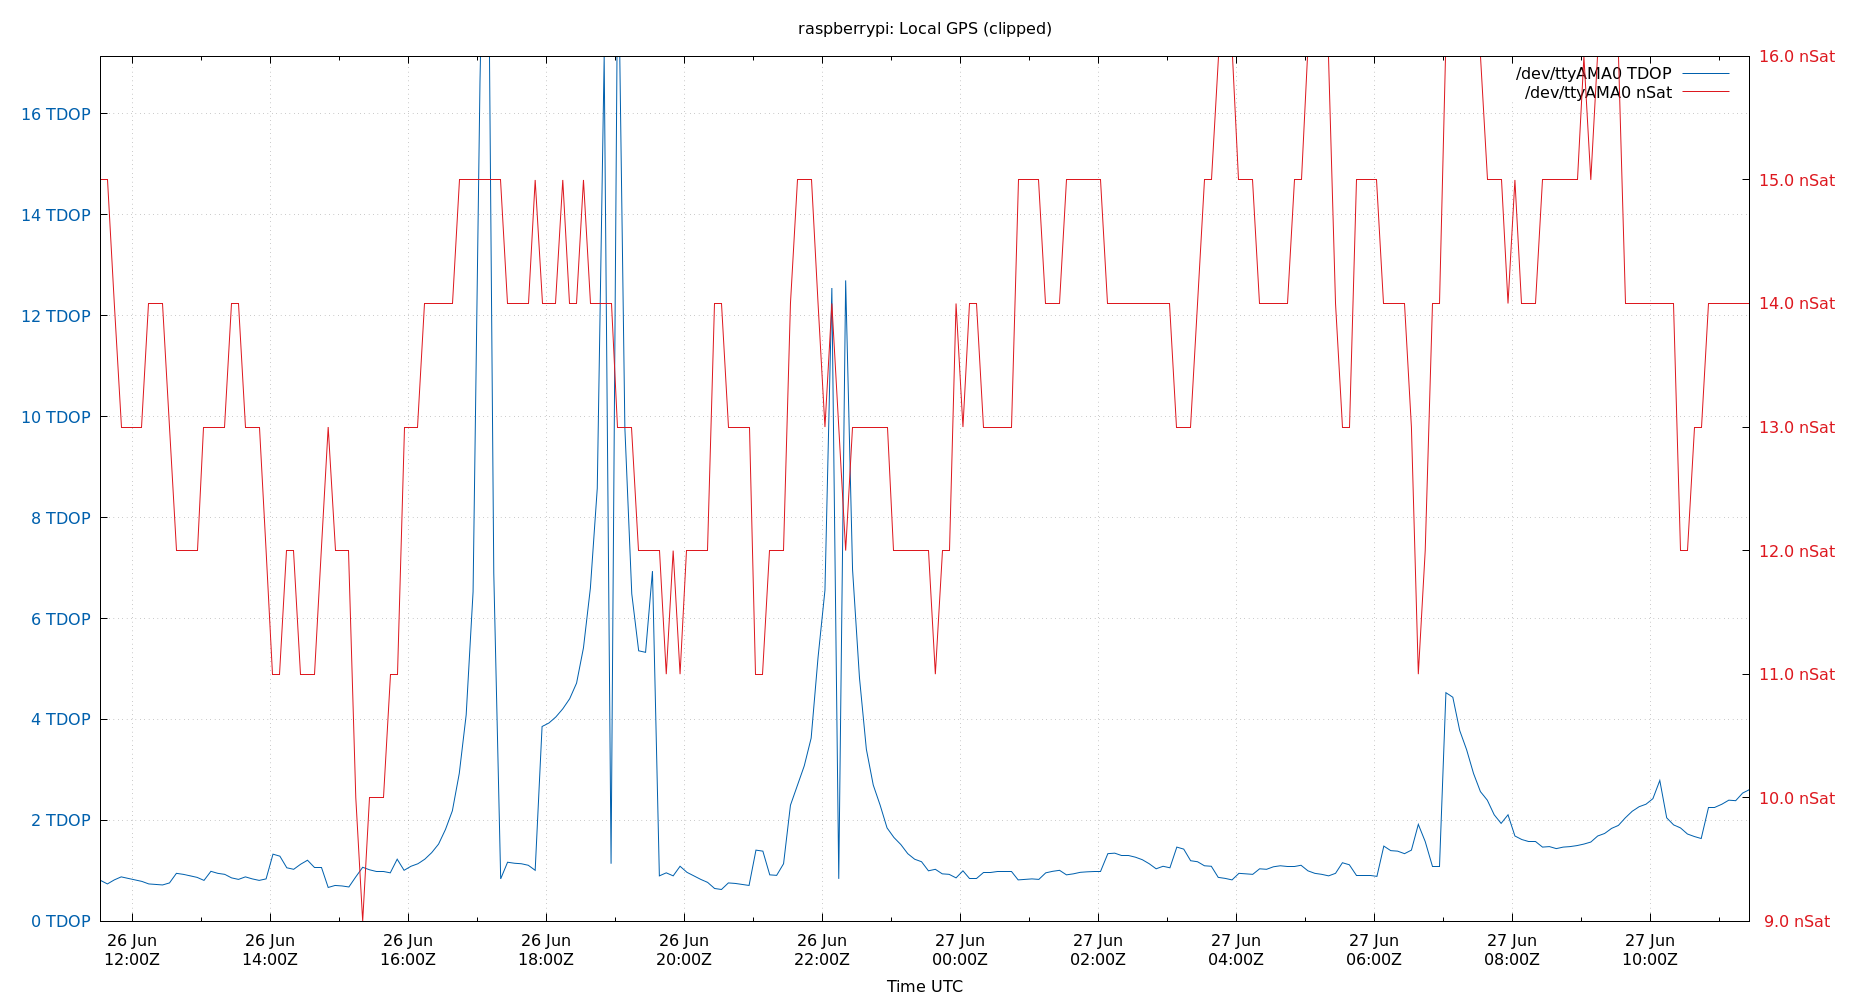 raspberrypi: Local GPS (clipped)
16.0 nSat
/dev/ttyAMA0 TDOP
/dev/ttyAMA0 nSat
16 TDOP
15.0 nSat
14 TDOP
14.0 nSat
12 TDOP
13.0 nSat
10 TDOP
8 TDOP
12.0 nSat
6 TDOP
11.0 nSat
4 TDOP
10.0 nSat
2 TDOP
0 TDOP
9.0 nSat
26 Jun 26 Jun 26 Jun 26 Jun 26 Jun 26 Jun 27 Jun 27 Jun 27 Jun 27 Jun 27 Jun 27 Jun
12:00Z 14:00Z 16:00Z 18:00Z 20:00Z 22:00Z 00:00Z 02:00Z 04:00Z 06:00Z 08:00Z 10:00Z
Time UTC